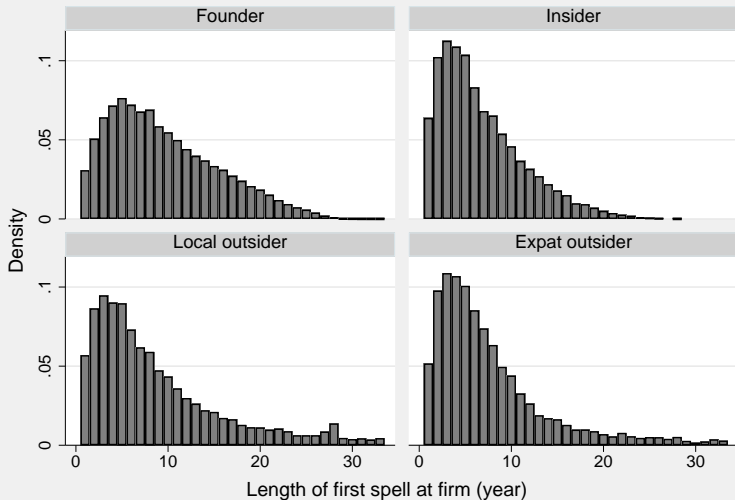 Founder
Insider
0
.05
.1
Local outsider
Expat outsider
0
.05
.1
Density
0
10
20
30
0
10
20
30
Length of first spell at firm (year)